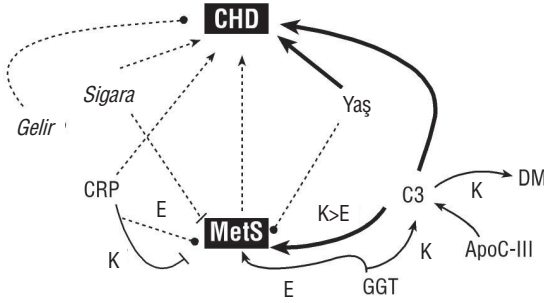 CHD
Sigara
Yaş
Gelir
CRP
E
K>E
C3
K
DM
MetS
K
K
ApoC-III
E
GGT